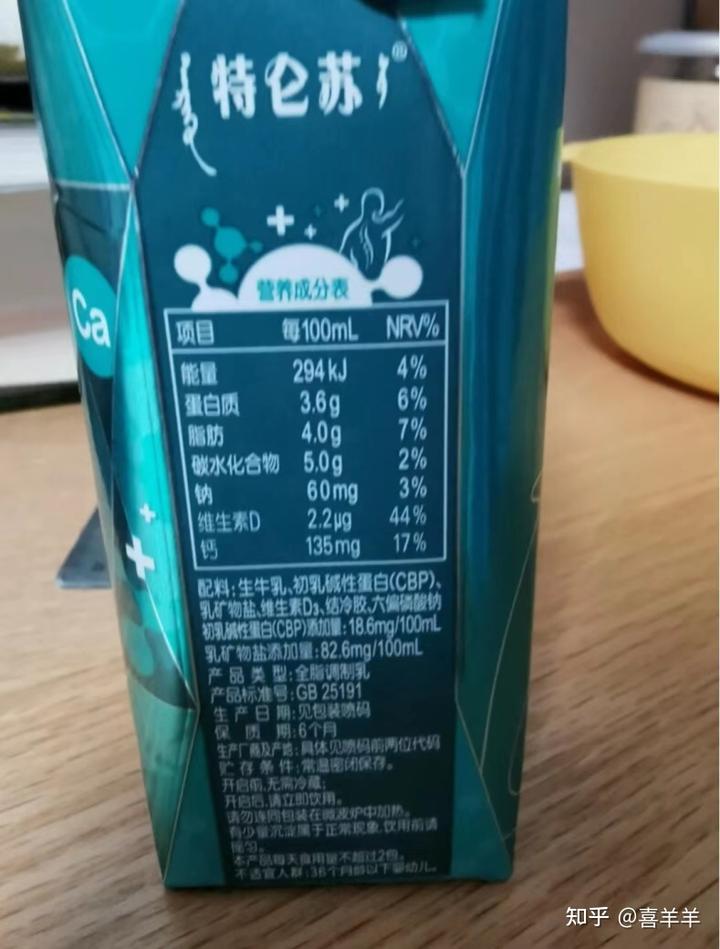 特仑苏®
Ca
营养成分表
项目 每100mL NRV%
能量 294kJ 4%
蛋白质 3.6g 6%
脂肪 4.0g 7%
碳水化合物 5.0g 2%
钠 60mg 3%
维生素D 2.2μg 44%
钙 135mg 17%
配料:生牛乳、初乳碱性蛋白(CBP)、
乳矿物盐、维生素D₃、结冷胶、六偏磷酸钠
初乳碱性蛋白(CBP)添加量:18.6mg/100mL
乳矿物盐添加量:82.6mg/100mL
产品类型:全脂调制乳
产品标准号:GB 25191
生产日期:见包装喷码
保质期:6个月
生产厂商及产地:具体见喷码前两位代码
贮存条件:常温密闭保存。
开启前,无需冷藏;
开启后,请立即饮用。
请勿连同包装在微波炉中加热。
有少量沉淀属于正常现象,饮用前请
摇匀。
本产品每天食用量不超过2包。
不适宜人群:36个月龄以下婴幼儿。
知乎 @喜羊羊